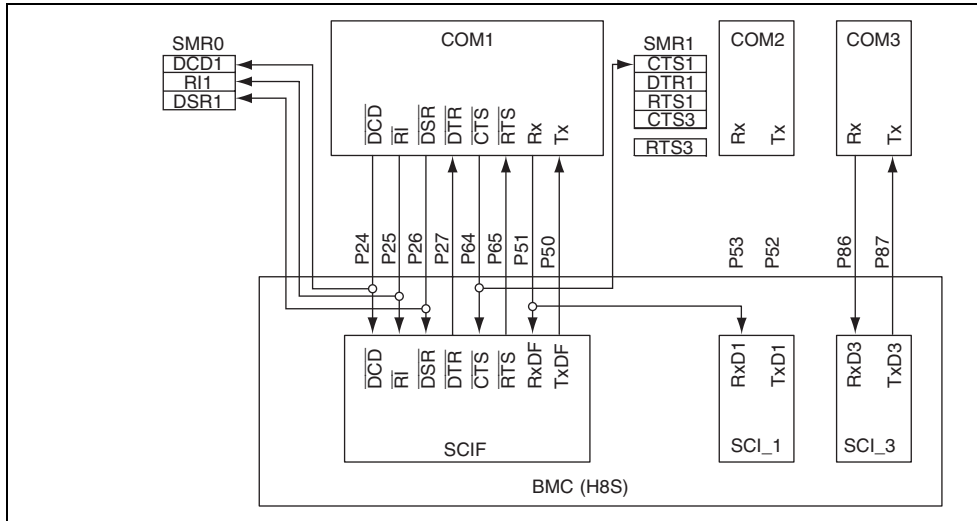 SMR0
DCD1
RI1
DSR1
COM1
DCD
RI
DSR
DTR
CTS
RTS
Rx
Tx
SMR1
CTS1
DTR1
RTS1
CTS3
RTS3
COM2
Rx
Tx
COM3
Rx
Tx
P24
P25
P26
P27
P64
P65
P51
P50
P53
P52
P86
P87
DCD
RI
DSR
DTR
CTS
RTS
RxDF
TxDF
SCIF
RxD1
TxD1
SCI_1
RxD3
TxD3
SCI_3
BMC (H8S)